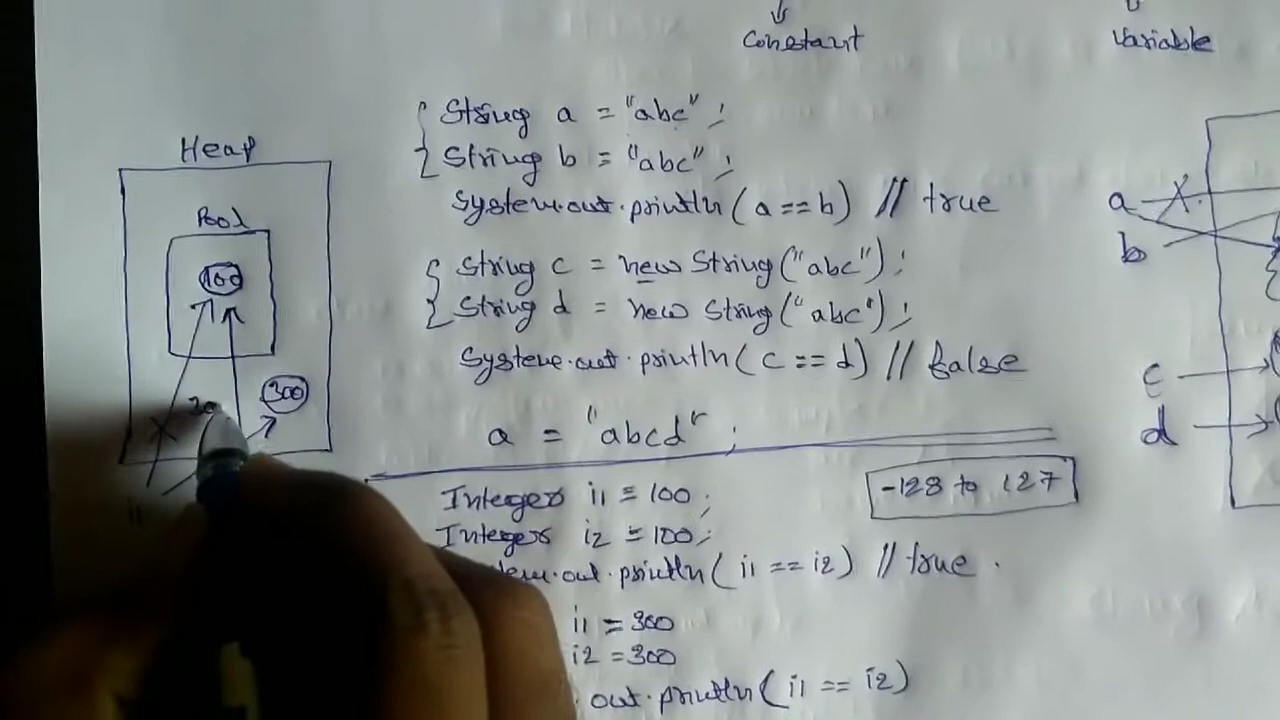 Constant
Variable
String a = "abc";
String b = "abc";
System.out.println(a == b) // true
String c = new String("abc");
String d = new String("abc");
System.out.println(c == d) // false
a = "abcd";
Heap
Pool
100
300
a
b
c
d
-128 to 127
Integer i1 = 100;
Integer i2 = 100;
out.println(i1 == i2) // true.
i1 = 300
i2 = 300
out.println(i1 == i2)